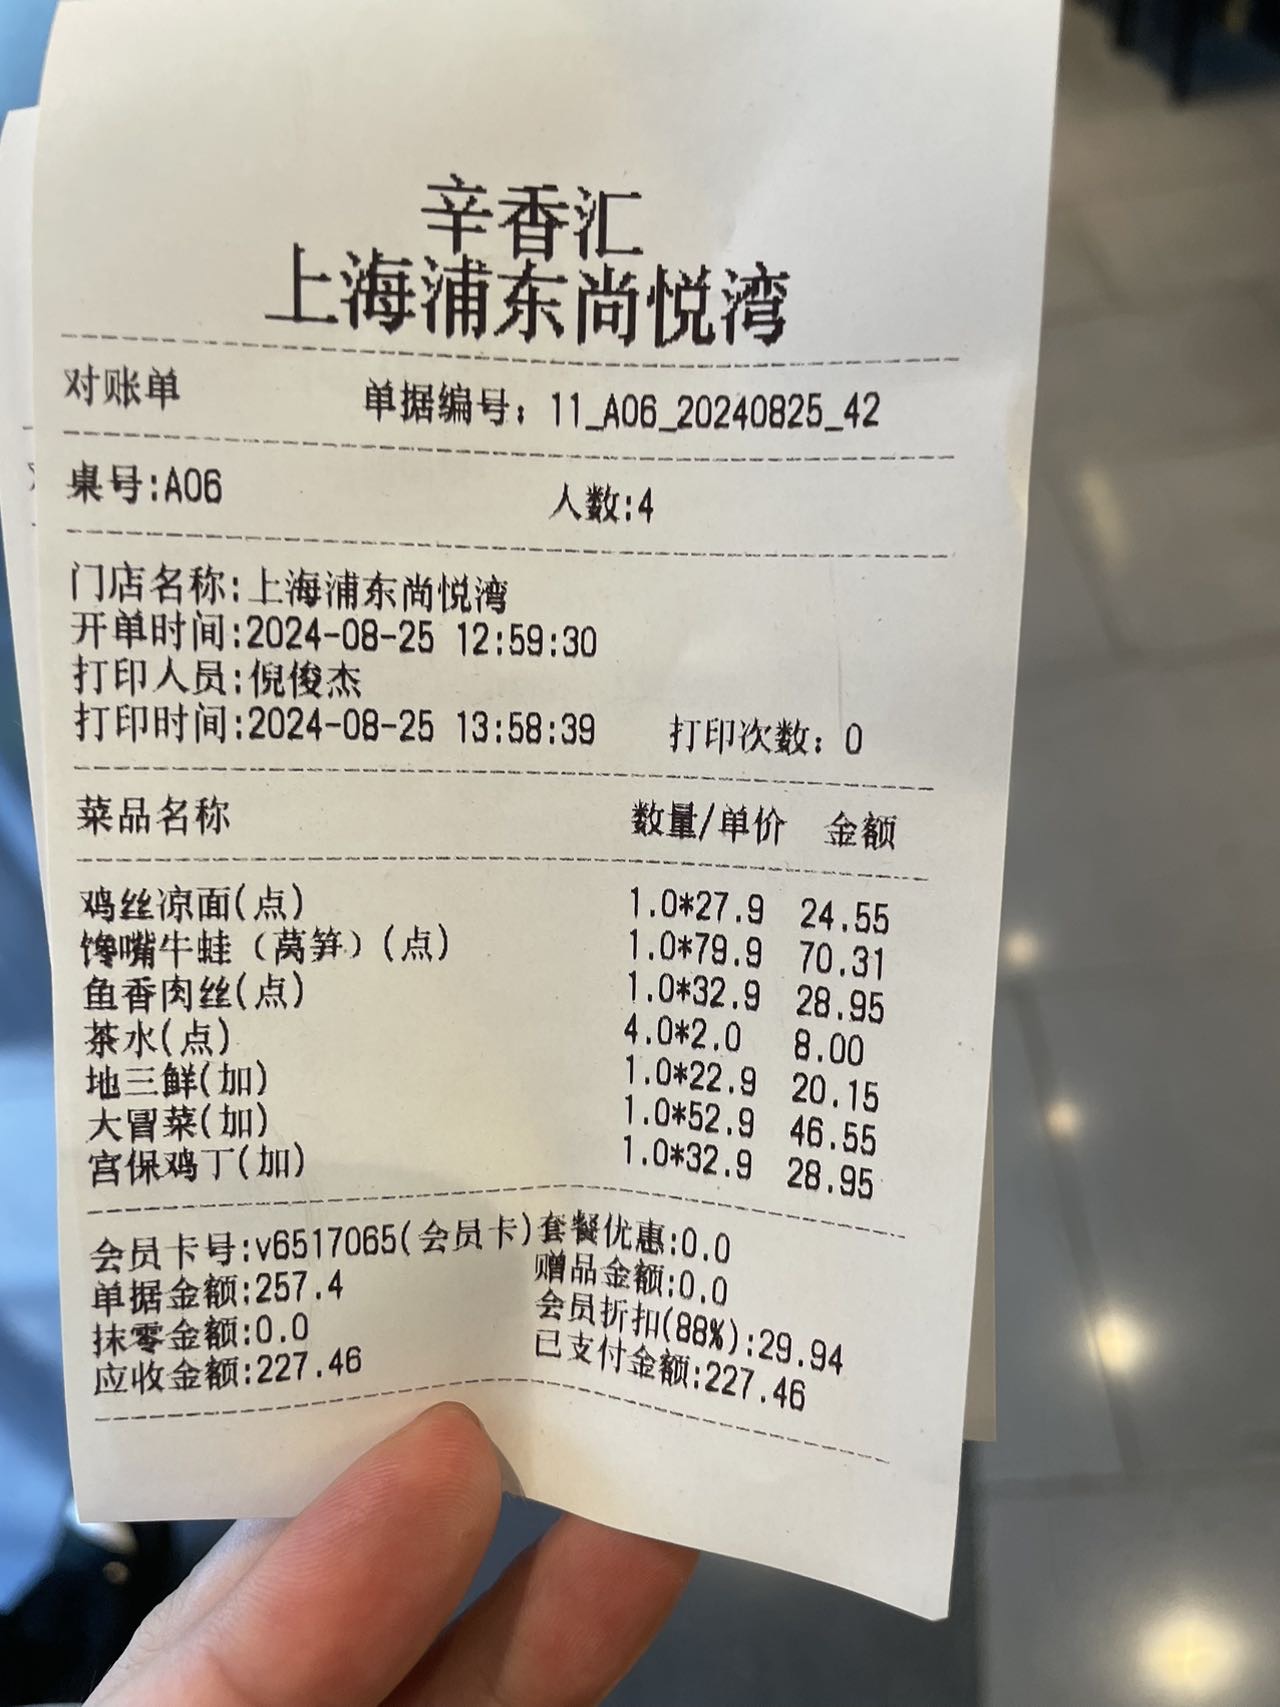 辛香汇
上海浦东尚悦湾
对账单 单据编号：11_A06_20240825_42
桌号:A06 人数:4
门店名称:上海浦东尚悦湾
开单时间:2024-08-25 12:59:30
打印人员:倪俊杰
打印时间:2024-08-25 13:58:39 打印次数：0
菜品名称 数量/单价 金额
鸡丝凉面(点) 1.0*27.9 24.55
馋嘴牛蛙（莴笋）(点) 1.0*79.9 70.31
鱼香肉丝(点) 1.0*32.9 28.95
茶水(点) 4.0*2.0 8.00
地三鲜(加) 1.0*22.9 20.15
大冒菜(加) 1.0*52.9 46.55
宫保鸡丁(加) 1.0*32.9 28.95
会员卡号:v6517065(会员卡) 套餐优惠:0.0
单据金额:257.4 赠品金额:0.0
抹零金额:0.0 会员折扣(88%):29.94
应收金额:227.46 已支付金额:227.46